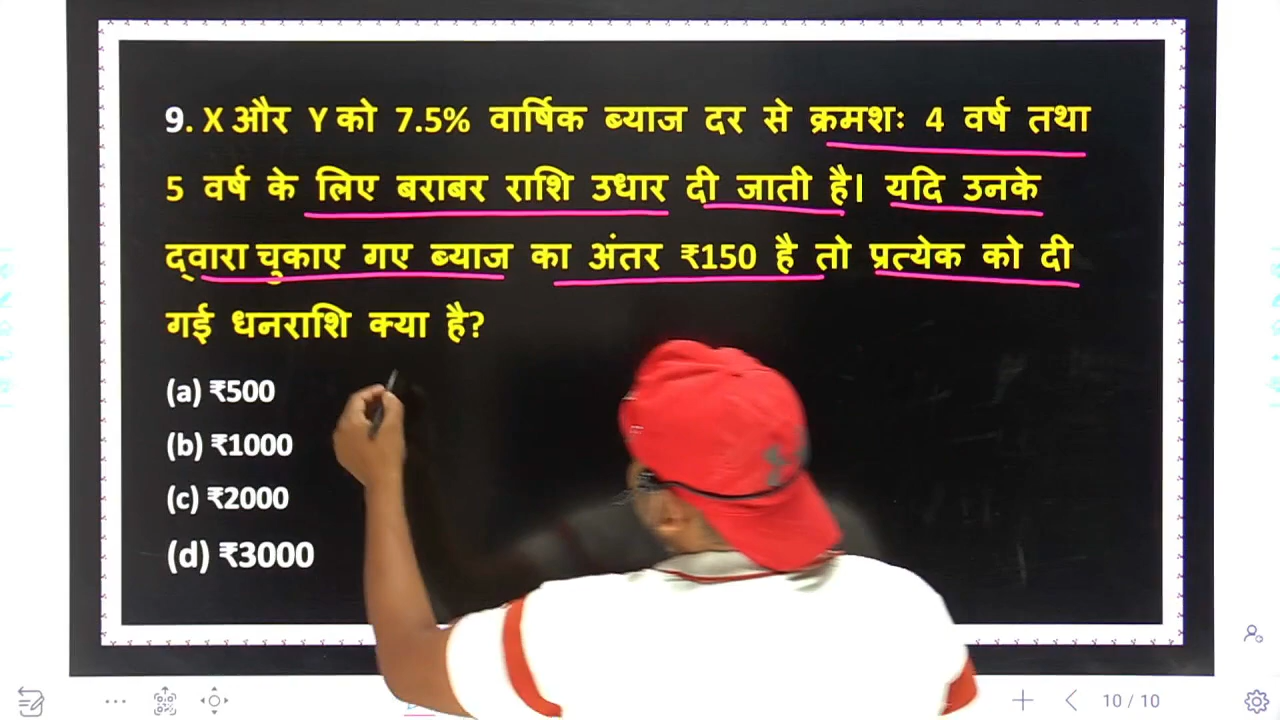 9. X और Y को 7.5% वार्षिक ब्याज दर से क्रमशः 4 वर्ष तथा
5 वर्ष के लिए बराबर राशि उधार दी जाती है। यदि उनके
द्वारा चुकाए गए ब्याज का अंतर ₹150 है तो प्रत्येक को दी
गई धनराशि क्या है?
(a) ₹500
(b) ₹1000
(c) ₹2000
(d) ₹3000
10 / 10